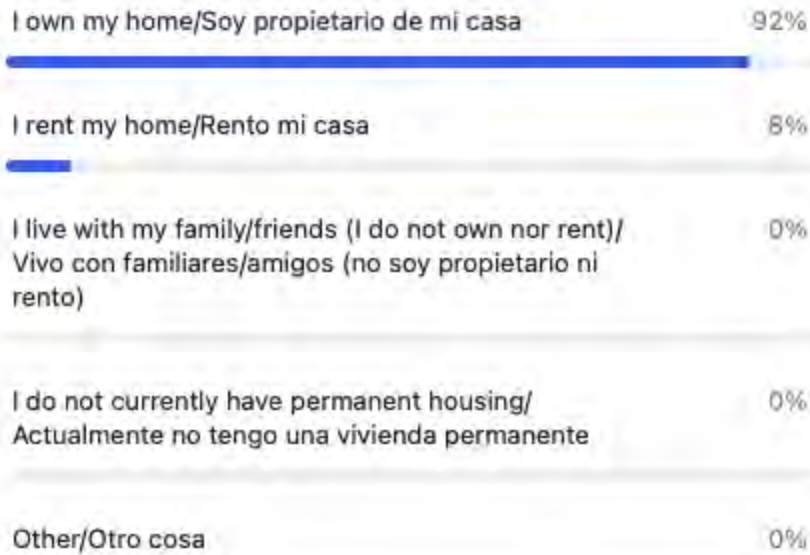 I own my home/Soy propietario de mi casa 92%
I rent my home/Rento mi casa 8%
I live with my family/friends (I do not own nor rent)/ 0%
Vivo con familiares/amigos (no soy propietario ni
rento)
I do not currently have permanent housing/ 0%
Actualmente no tengo una vivienda permanente
Other/Otro cosa 0%